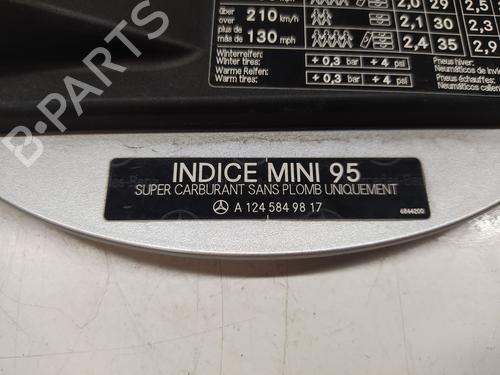 über 210 km/h
over
plus de 130 mph
más de
2,0 29 2,5
2,1 30 2,
2,4 35 2,9
Winterreifen: + 0,3 bar + 4 psi Pneus hiver:
Winter tires: Neumáticos de invi
Warme Reifen: + 0,3 bar + 4 psi Pneus échauffés
Warm tires: Neumáticos calien
B-PARTS
INDICE MINI 95
SUPER CARBURANT SANS PLOMB UNIQUEMENT
A 124 584 98 17
6844200